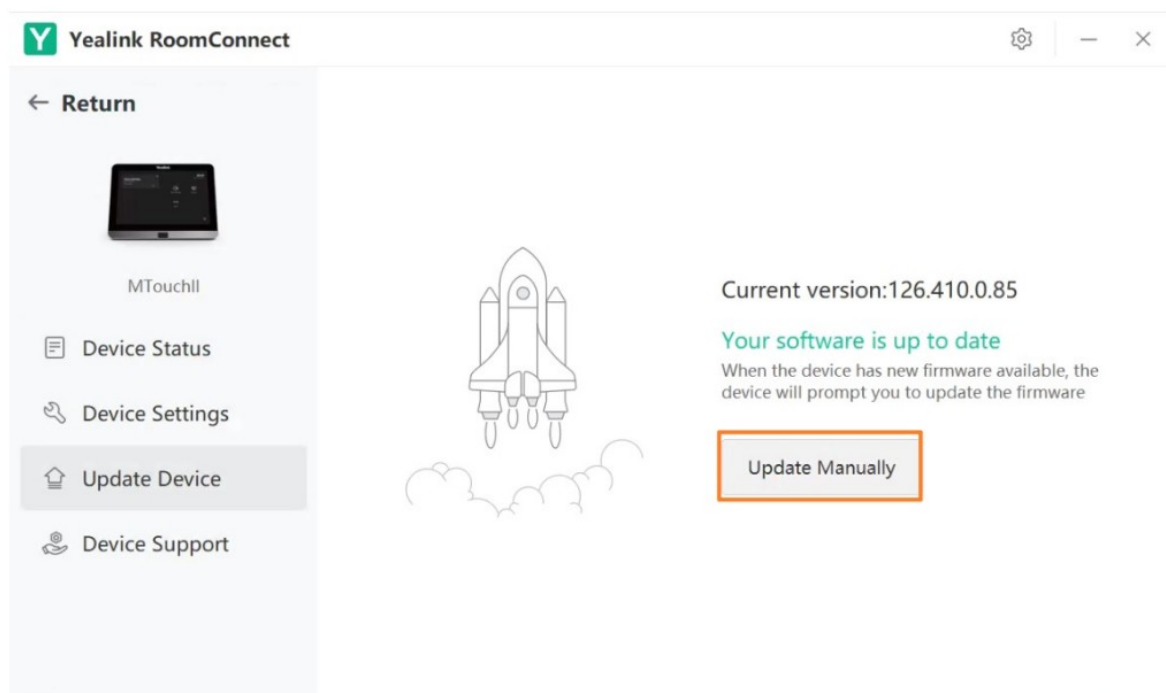 Yealink RoomConnect
Return
MTouchII
Device Status
Device Settings
Update Device
Device Support
Current version:126.410.0.85
Your software is up to date
When the device has new firmware available, the
device will prompt you to update the firmware
Update Manually